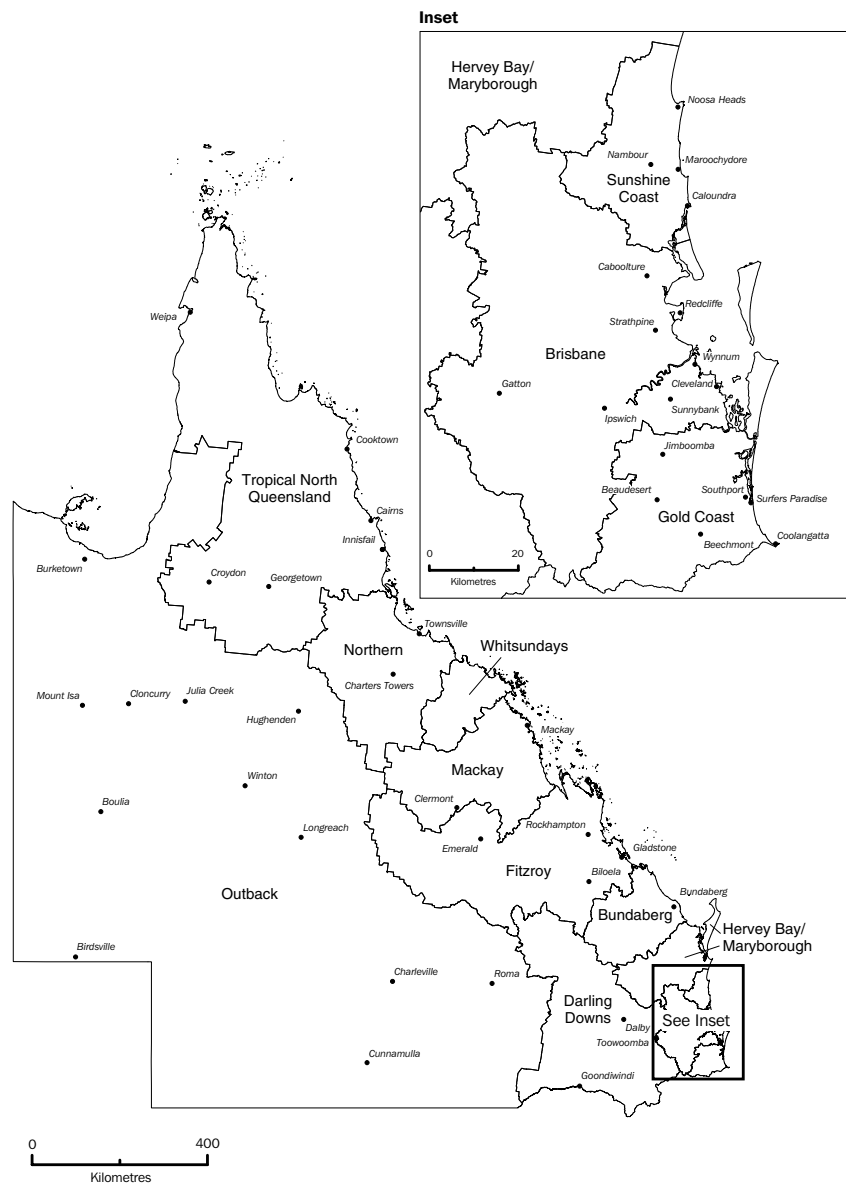 Inset
Hervey Bay/
Maryborough
Noosa Heads
Nambour
Maroochydore
Sunshine
Coast
Caloundra
Caboolture
Redcliffe
Strathpine
Brisbane
Wynnum
Gatton
Cleveland
Ipswich
Sunnybank
Jimboomba
Beaudesert
Southport
Surfers Paradise
Gold Coast
Beechmont
Coolangatta
0 20
Kilometres
Weipa
Cooktown
Tropical North
Queensland
Cairns
Innisfail
Burketown
Croydon
Georgetown
Townsville
Northern
Whitsundays
Charters Towers
Mount Isa
Cloncurry
Julia Creek
Hughenden
Mackay
Mackay
Winton
Clermont
Boulia
Rockhampton
Longreach
Emerald
Gladstone
Fitzroy
Biloela
Outback
Bundaberg
Bundaberg
Hervey Bay/
Maryborough
Birdsville
Charleville
Roma
Darling
Downs
See Inset
Dalby
Toowoomba
Cunnamulla
Goondiwindi
0 400
Kilometres